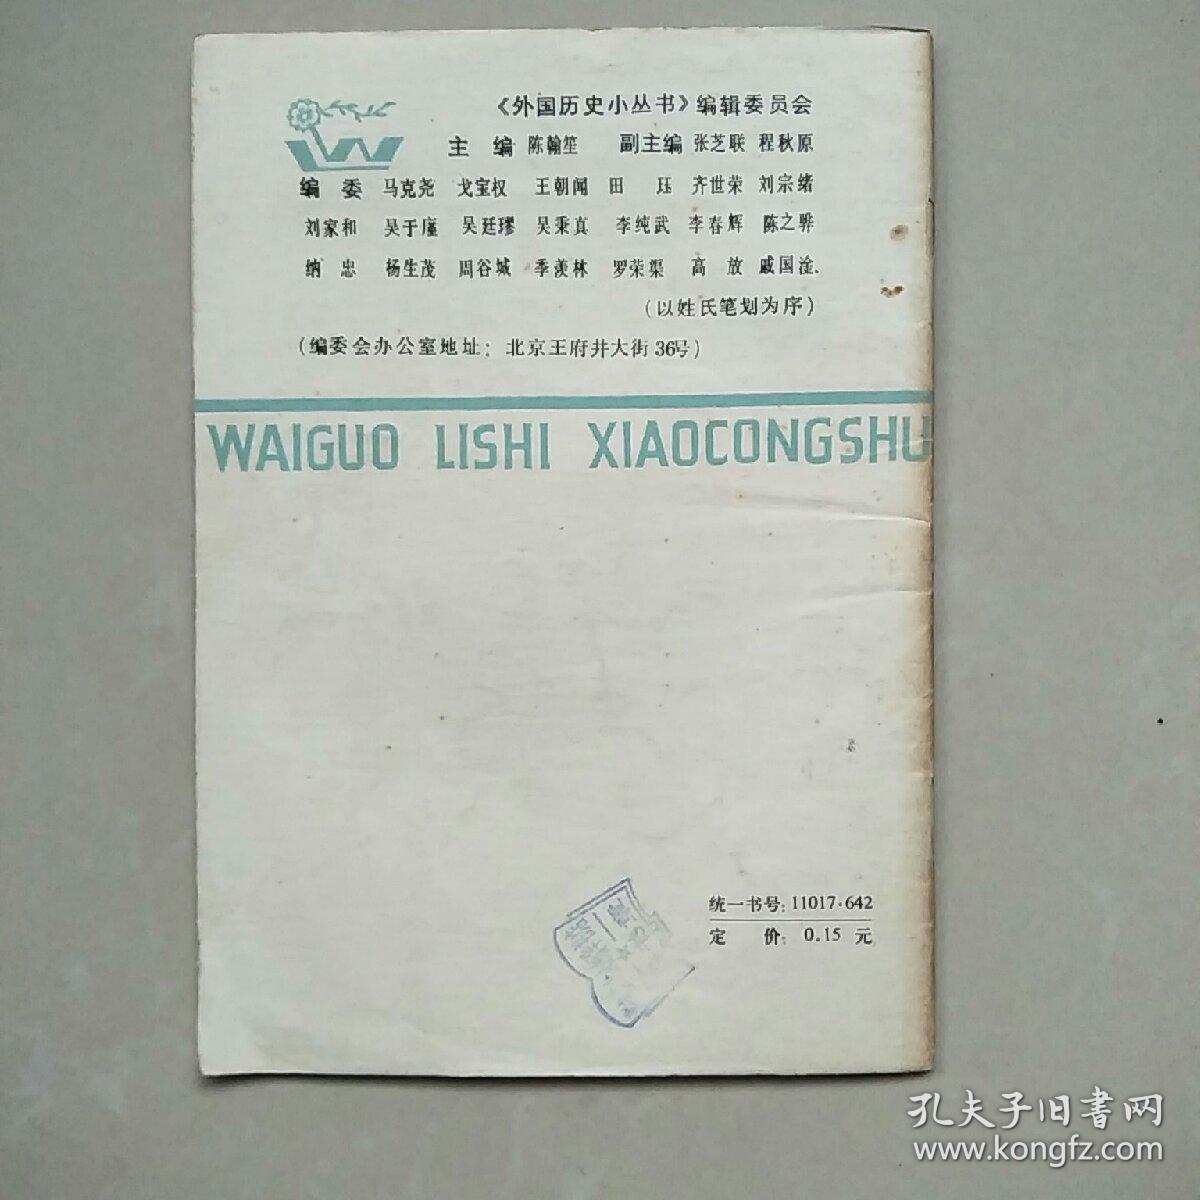 《外国历史小丛书》编辑委员会
主 编 陈翰笙 副主编 张芝联 程秋原
编 委 马克尧 戈宝权 王朝闻 田 珏 齐世荣 刘宗绪
刘家和 吴于廑 吴廷璆 吴秉真 李纯武 李春辉 陈之骅
纳 忠 杨生茂 周谷城 季羡林 罗荣渠 高 放 戚国淦
(以姓氏笔划为序)
(编委会办公室地址: 北京王府井大街36号)
WAIGUO LISHI XIAOCONGSHU
统一书号: 11017·642
定 价: 0.15 元
孔夫子旧书网
www.kongfz.com